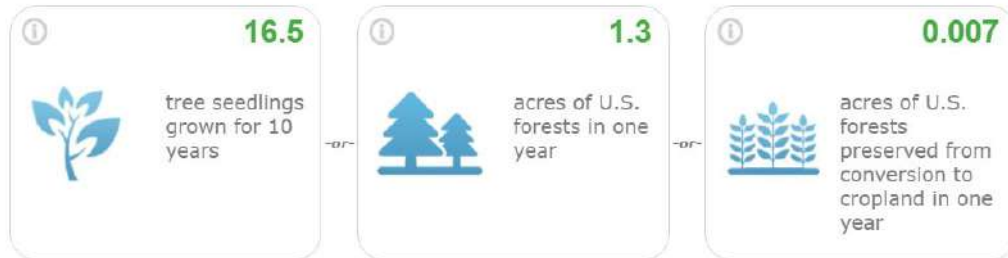 16.5
tree seedlings
grown for 10
years
-or-
1.3
acres of U.S.
forests in one
year
-or-
0.007
acres of U.S.
forests
preserved from
conversion to
cropland in one
year